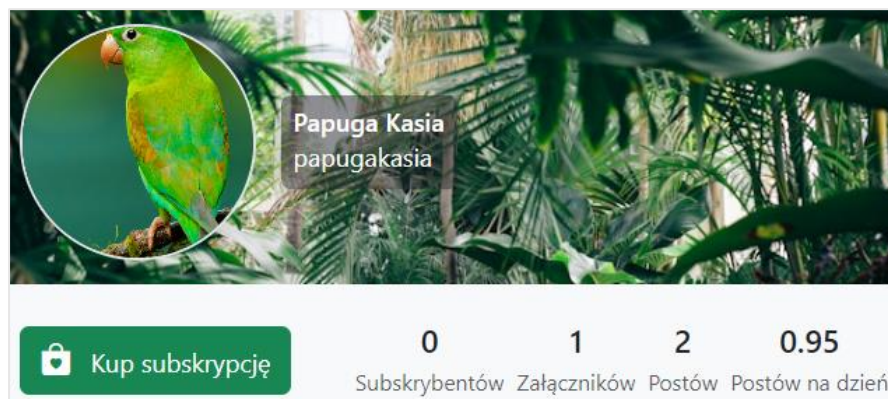 Papuga Kasia
papugakasia
Kup subskrypcję
0 1 2 0.95
Subskrybentów Załączników Postów Postów na dzień